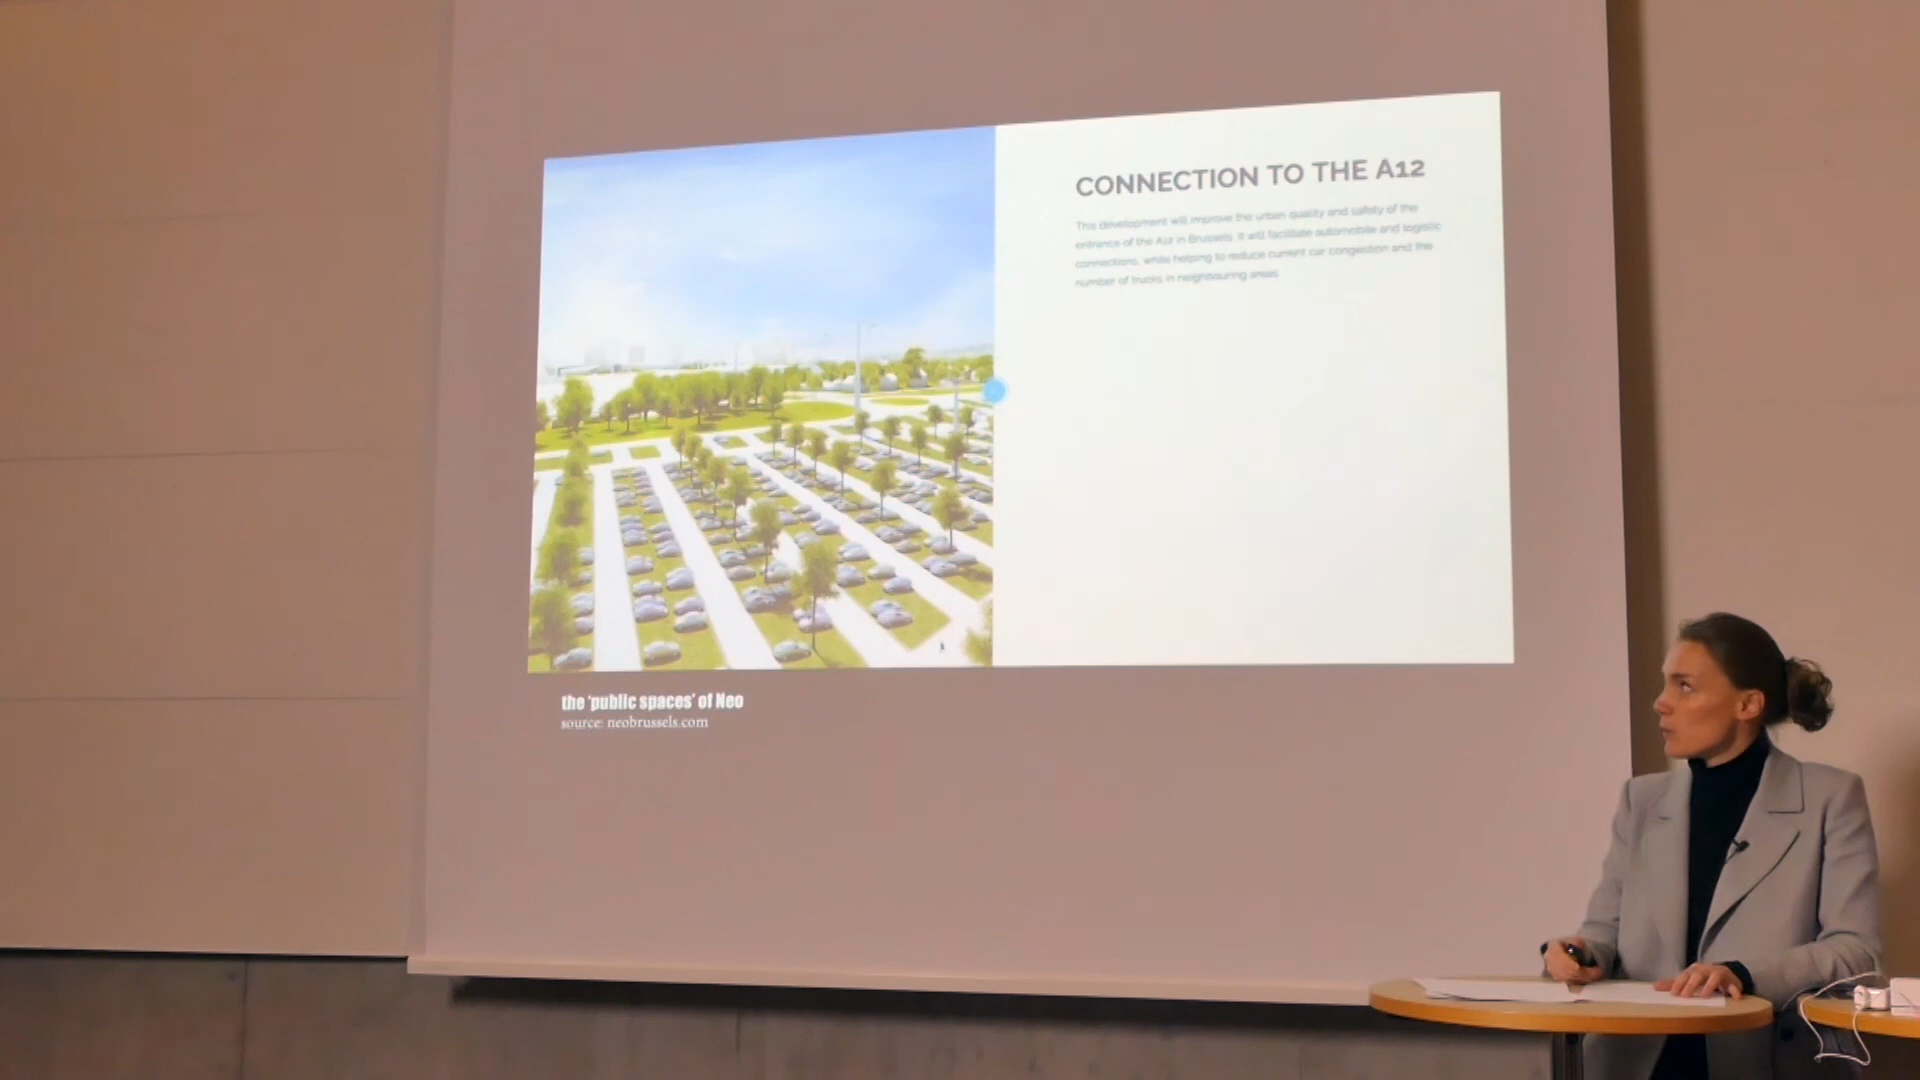 CONNECTION TO THE A12
This development will improve the urban quality and safety of the
entrance of the A12 in Brussels. It will facilitate automobile and logistic
connections, while helping to reduce current car congestion and the
number of trucks in neighbouring areas.
the 'public spaces' of Neo
source: neobrussels.com